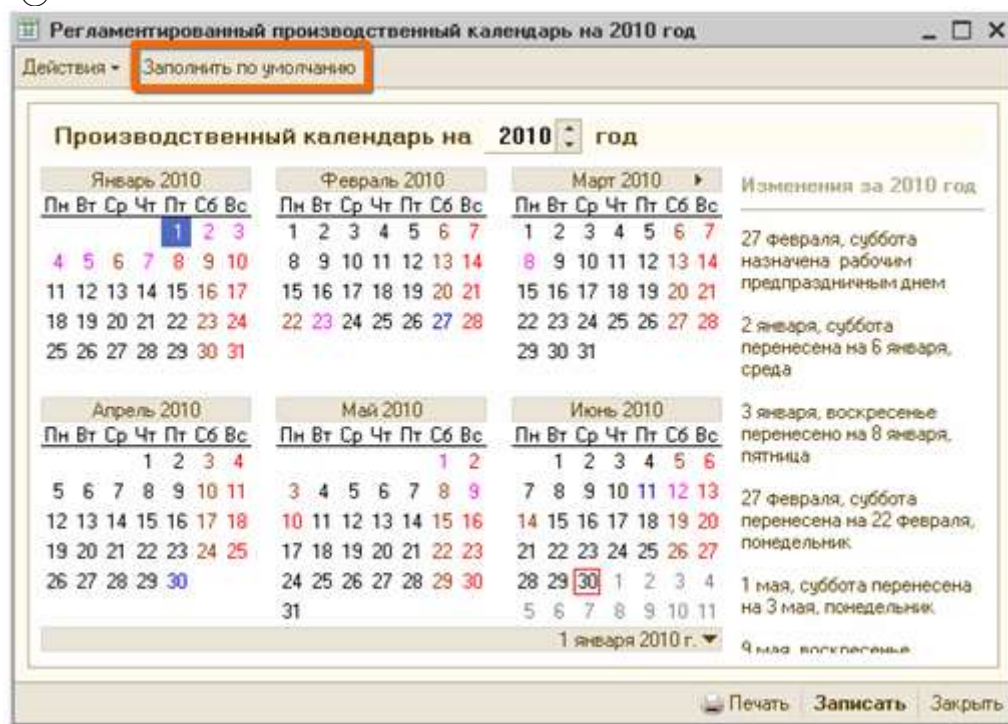 Регламентированный производственный календарь на 2010 год
Действия Заполнить по умолчанию
Производственный календарь на 2010 год
Январь 2010 Февраль 2010 Март 2010
Пн Вт Ср Чт Пт Сб Вс Пн Вт Ср Чт Пт Сб Вс Пн Вт Ср Чт Пт Сб Вс
1 2 3 1 2 3 4 5 6 7 1 2 3 4 5 6 7
4 5 6 7 8 9 10 8 9 10 11 12 13 14 8 9 10 11 12 13 14
11 12 13 14 15 16 17 15 16 17 18 19 20 21 15 16 17 18 19 20 21
18 19 20 21 22 23 24 22 23 24 25 26 27 28 22 23 24 25 26 27 28
25 26 27 28 29 30 31 29 30 31
Апрель 2010 Май 2010 Июнь 2010
Пн Вт Ср Чт Пт Сб Вс Пн Вт Ср Чт Пт Сб Вс Пн Вт Ср Чт Пт Сб Вс
1 2 3 4 1 2 1 2 3 4 5 6
5 6 7 8 9 10 11 3 4 5 6 7 8 9 7 8 9 10 11 12 13
12 13 14 15 16 17 18 10 11 12 13 14 15 16 14 15 16 17 18 19 20
19 20 21 22 23 24 25 17 18 19 20 21 22 23 21 22 23 24 25 26 27
26 27 28 29 30 24 25 26 27 28 29 30 28 29 30 1 2 3 4
31 5 6 7 8 9 10 11
1 января 2010 г.
Изменения за 2010 год
27 февраля, суббота
назначена рабочим
предпраздничным днем
2 января, суббота
перенесена на 6 января,
среда
3 января, воскресенье
перенесено на 8 января,
пятница
27 февраля, суббота
перенесена на 22 февраля,
понедельник
1 мая, суббота перенесена
на 3 мая, понедельник
9 мая, воскресенье
Печать Записать Закрыть